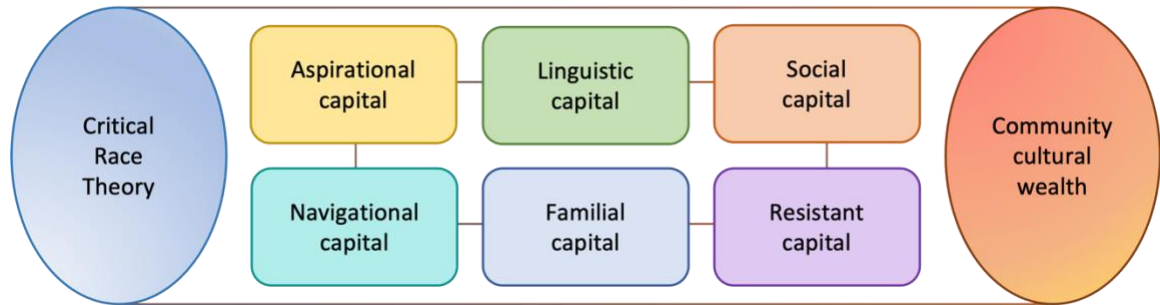 Critical
Race
Theory
Aspirational
capital
Linguistic
capital
Social
capital
Navigational
capital
Familial
capital
Resistant
capital
Community
cultural
wealth